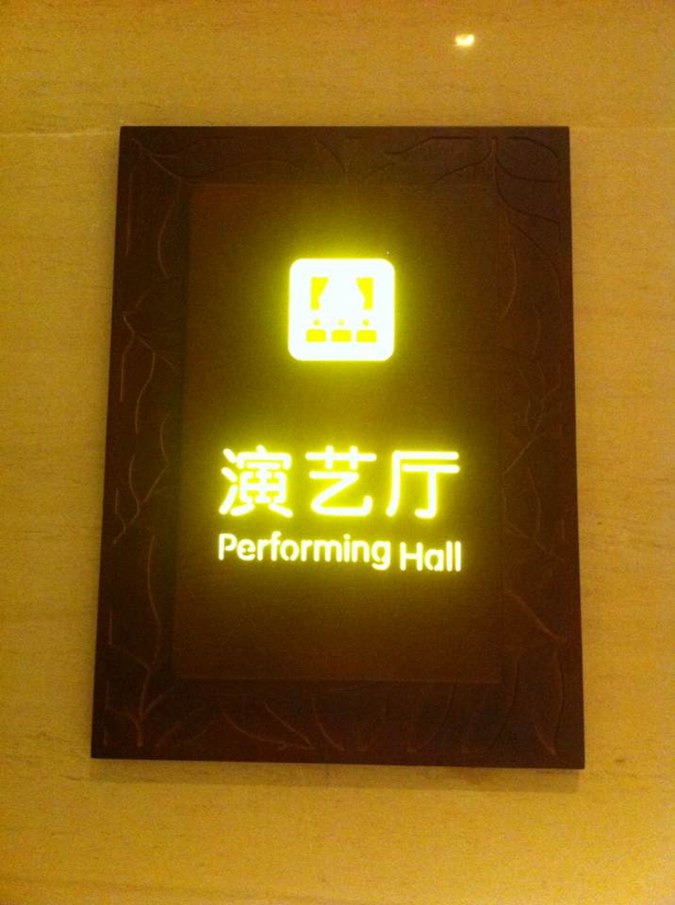 演艺厅
Performing Hall